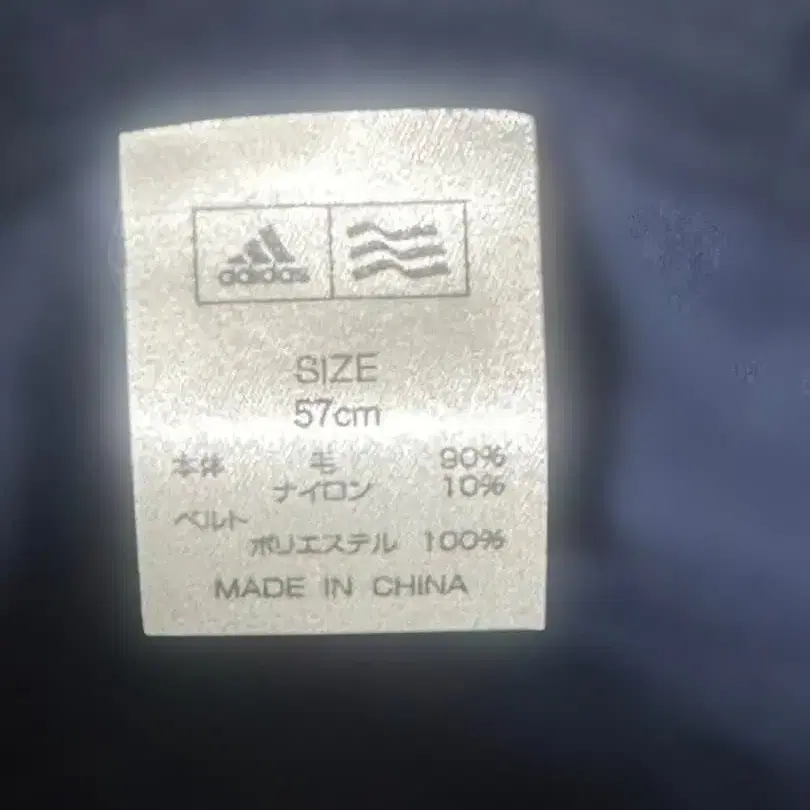 adidas
SIZE
57cm
本体 毛 90%
ナイロン 10%
ベルト
ポリエステル 100%
MADE IN CHINA